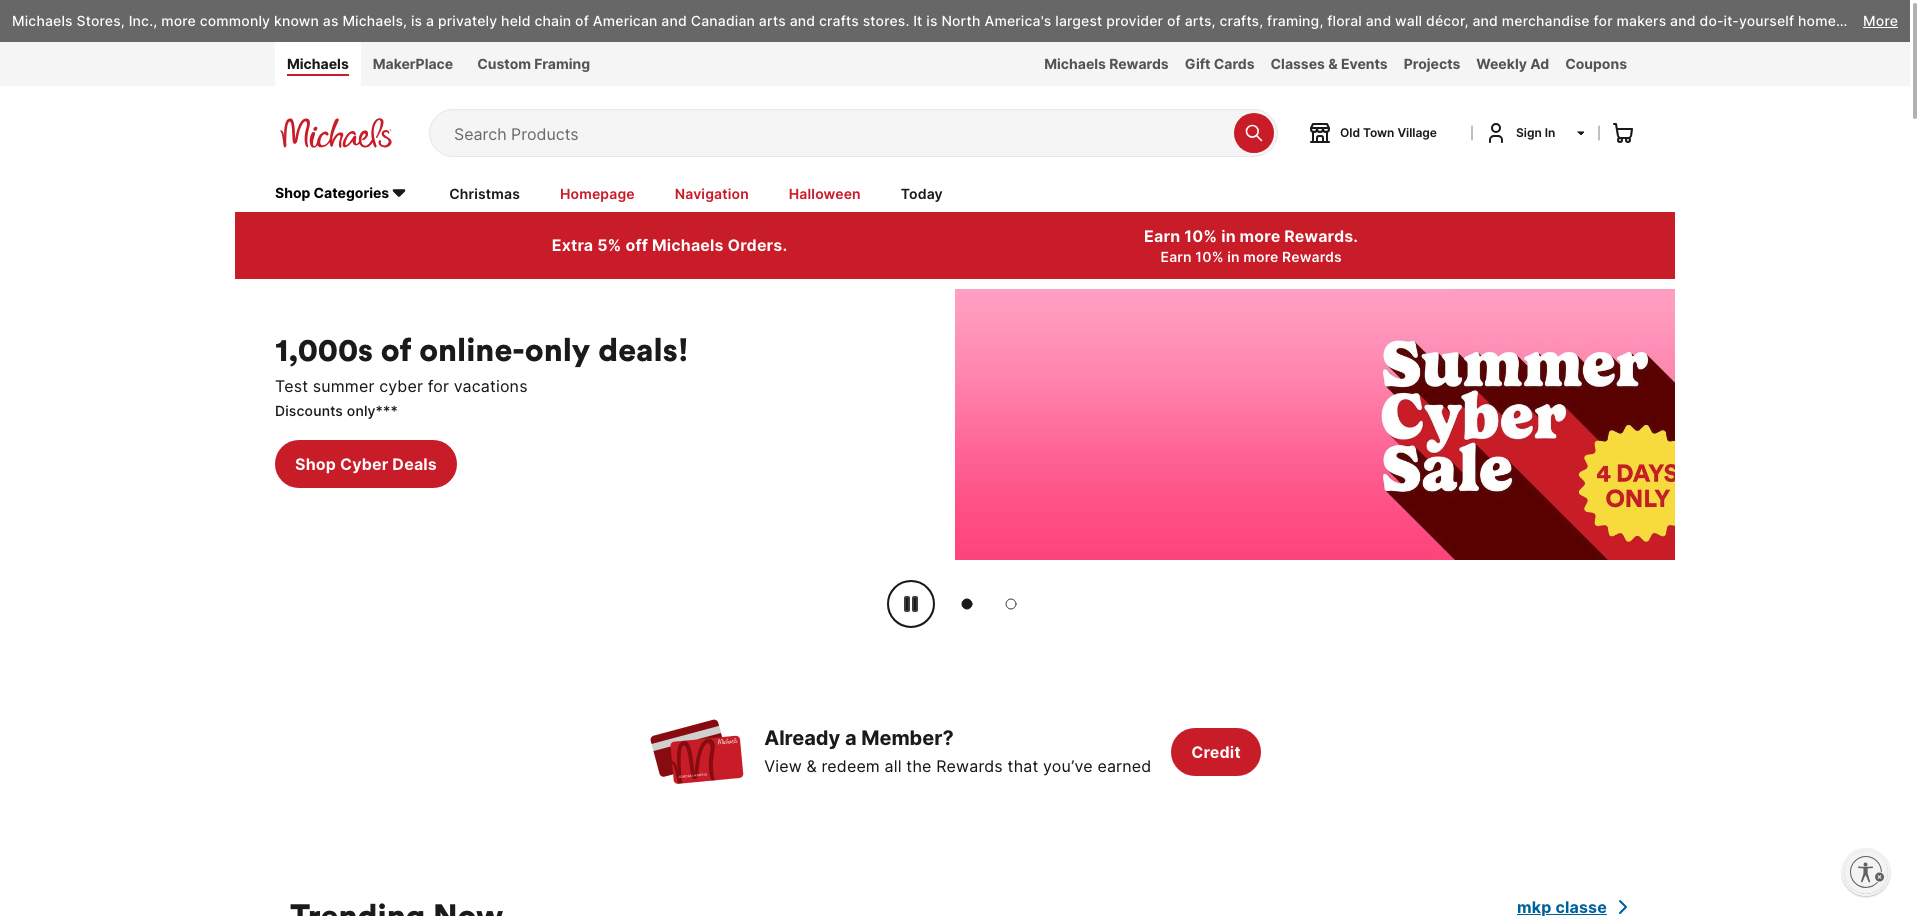 Michaels Stores, Inc., more commonly known as Michaels, is a privately held chain of American and Canadian arts and crafts stores. It is North America's largest provider of arts, crafts, framing, floral and wall décor, and merchandise for makers and do-it-yourself home... More
Michaels MakerPlace Custom Framing Michaels Rewards Gift Cards Classes & Events Projects Weekly Ad Coupons
Michaels Search Products Old Town Village Sign In
Shop Categories Christmas Homepage Navigation Halloween Today
Extra 5% off Michaels Orders.
Earn 10% in more Rewards.
Earn 10% in more Rewards
1,000s of online-only deals!
Test summer cyber for vacations
Discounts only***
Shop Cyber Deals
Summer
Cyber
Sale
4 DAYS
ONLY
Already a Member?
View & redeem all the Rewards that you’ve earned
Credit
Michaels
Trending Now
mkp classe